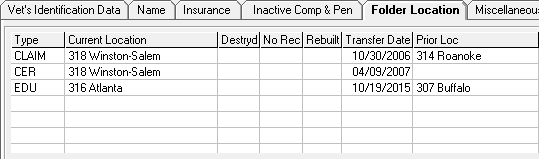 Vet's Identification Data Name Insurance Inactive Comp & Pen Folder Location Miscellaneous
Type Current Location Destryd No Rec Rebuilt Transfer Date Prior Loc
CLAIM 318 Winston-Salem 10/30/2006 314 Roanoke
CER 318 Winston-Salem 04/09/2007
EDU 316 Atlanta 10/19/2015 307 Buffalo